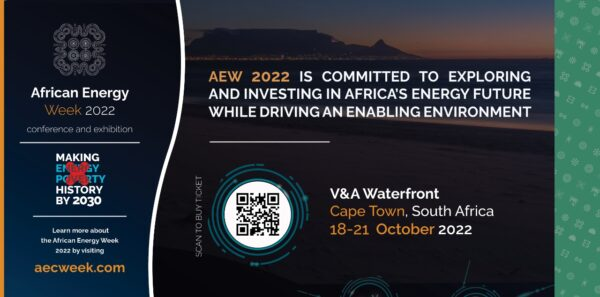 African Energy
Week 2022
conference and exhibition
MAKING
ENERGY
POVERTY
HISTORY
BY 2030
Learn more about
the African Energy Week
2022 by visiting
aecweek.com
AEW 2022 IS COMMITTED TO EXPLORING
AND INVESTING IN AFRICA'S ENERGY FUTURE
WHILE DRIVING AN ENABLING ENVIRONMENT
SCAN TO BUY TICKET
V&A Waterfront
Cape Town, South Africa
18-21 October 2022